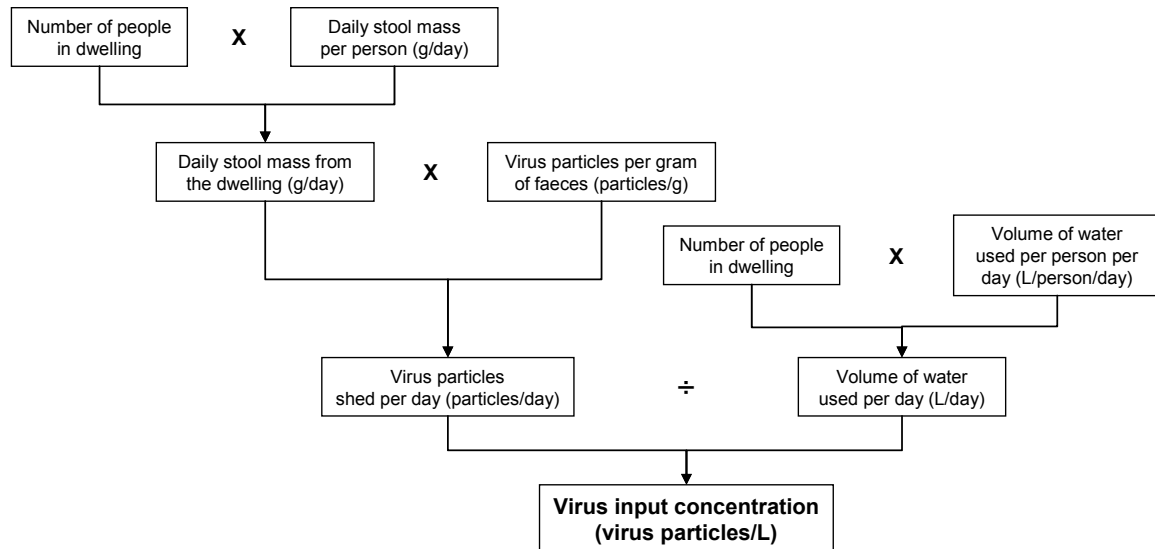 Number of people
in dwelling
X
Daily stool mass
per person (g/day)
Daily stool mass from
the dwelling (g/day)
X
Virus particles per gram
of faeces (particles/g)
Number of people
in dwelling
X
Volume of water
used per person per
day (L/person/day)
Virus particles
shed per day (particles/day)
÷
Volume of water
used per day (L/day)
Virus input concentration
(virus particles/L)